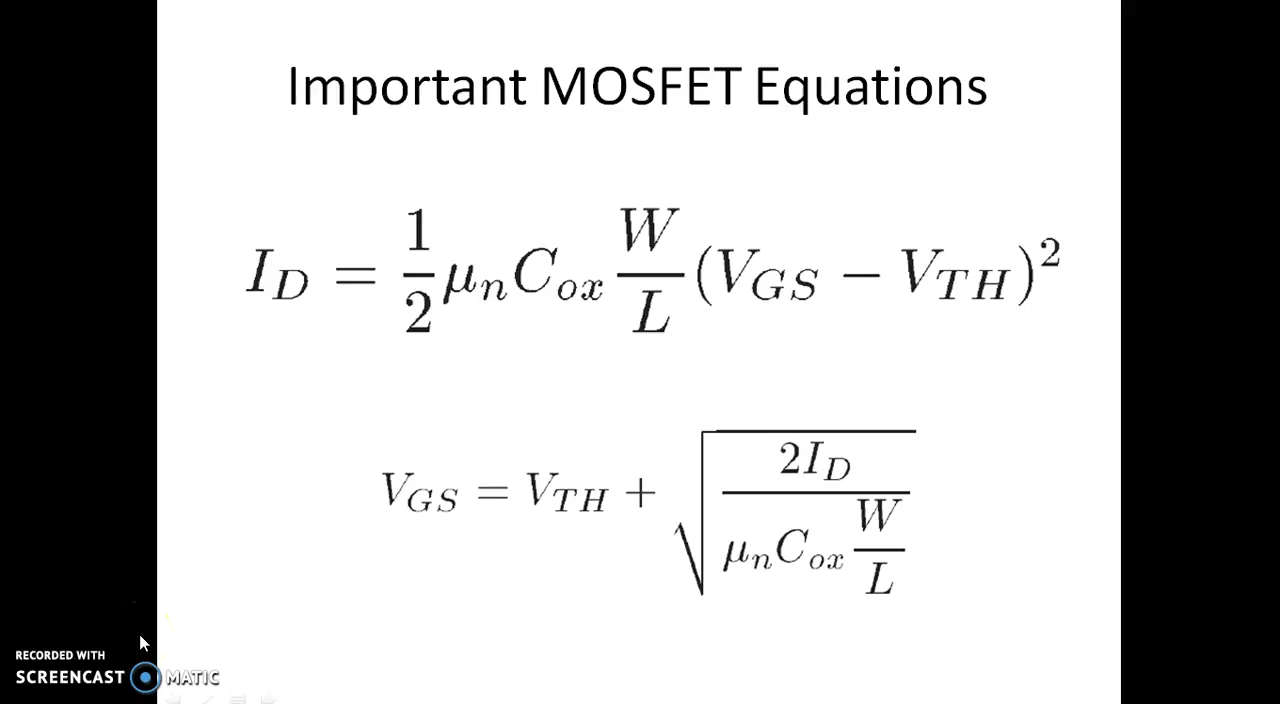 Important MOSFET Equations
I_D = \frac{1}{2} \mu_n C_{ox} \frac{W}{L} (V_{GS} - V_{TH})^2
V_{GS} = V_{TH} + \sqrt{\frac{2I_D}{\mu_n C_{ox} \frac{W}{L}}}
RECORDED WITH
SCREENCAST MATIC